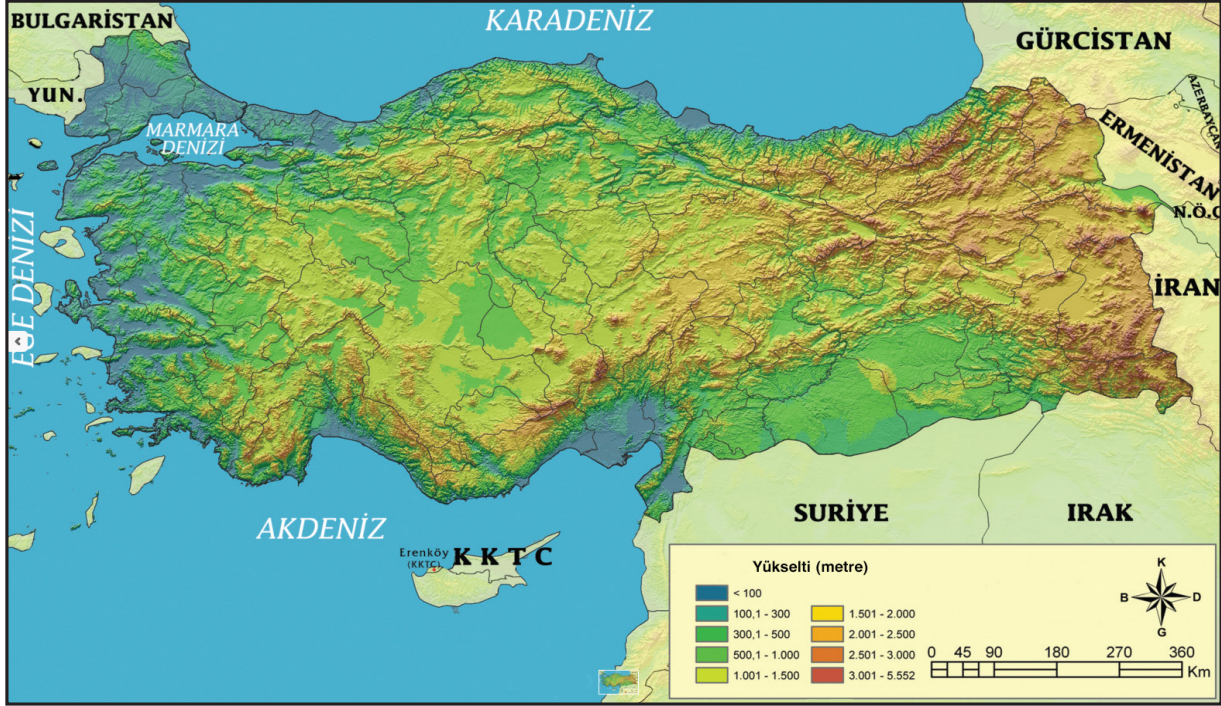 BULGARİSTAN
KARADENİZ
GÜRCİSTAN
YUN.
MARMARA
DENİZİ
AZERBAYCAN
ERMENİSTAN
N.Ö.C
EGE DENİZİ
İRAN
AKDENİZ
SURİYE
IRAK
Erenköy
(KKTC)
KKTC
Yükselti (metre)
< 100
100,1 - 300
300,1 - 500
500,1 - 1.000
1.001 - 1.500
1.501 - 2.000
2.001 - 2.500
2.501 - 3.000
3.001 - 5.552
K
B
D
G
0 45 90 180 270 360
Km